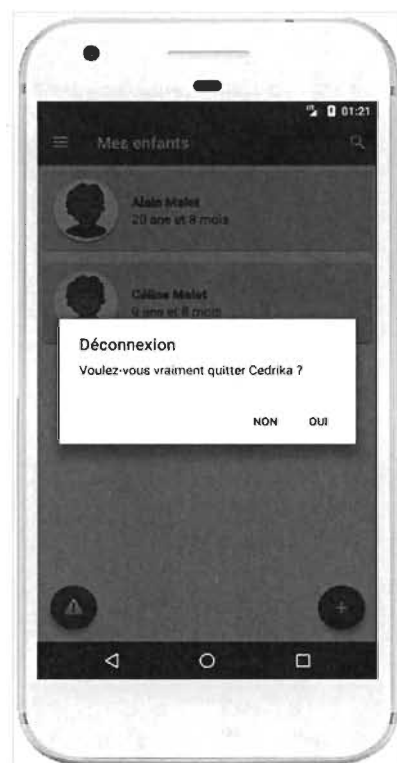 01:21
Mes enfants
Alain Malet
20 ans et 8 mois
Céline Malet
9 ans et 8 mois
Déconnexion
Voulez-vous vraiment quitter Cedrika ?
NON OUI